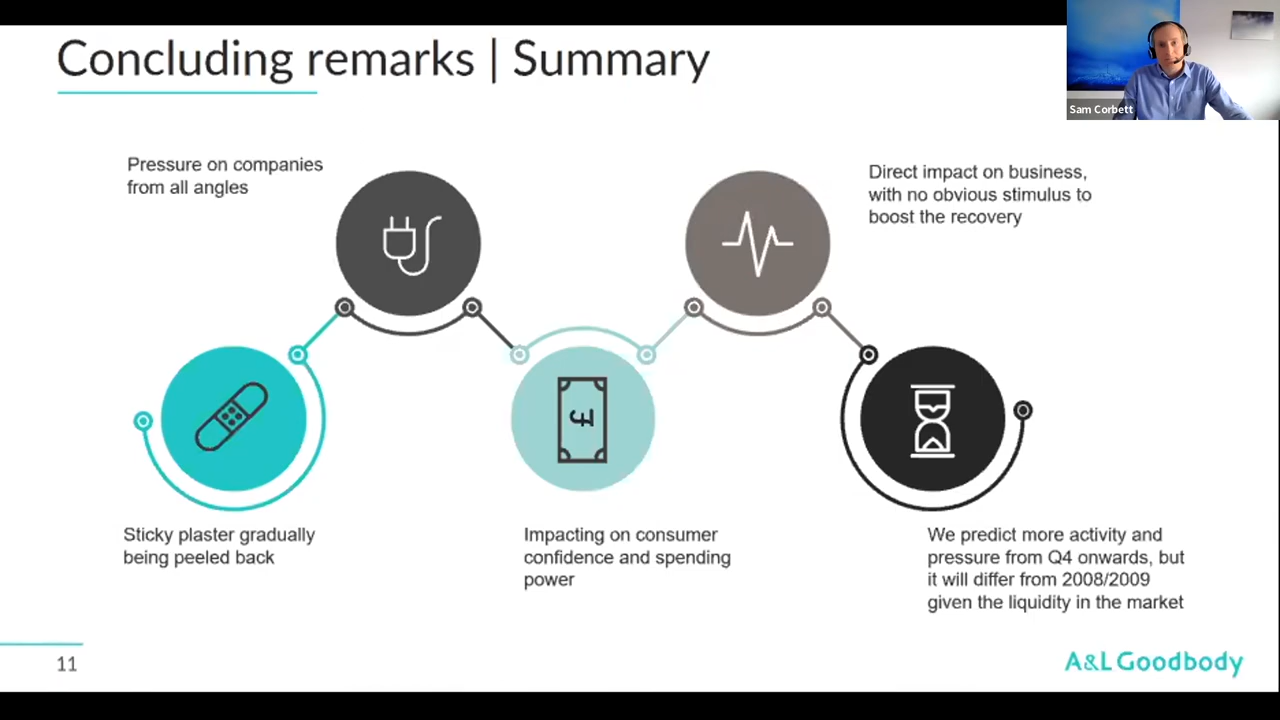 Concluding remarks | Summary
Sam Corbett
Pressure on companies
from all angles
Direct impact on business,
with no obvious stimulus to
boost the recovery
£
Sticky plaster gradually
being peeled back
Impacting on consumer
confidence and spending
power
We predict more activity and
pressure from Q4 onwards, but
it will differ from 2008/2009
given the liquidity in the market
11
A&L Goodbody